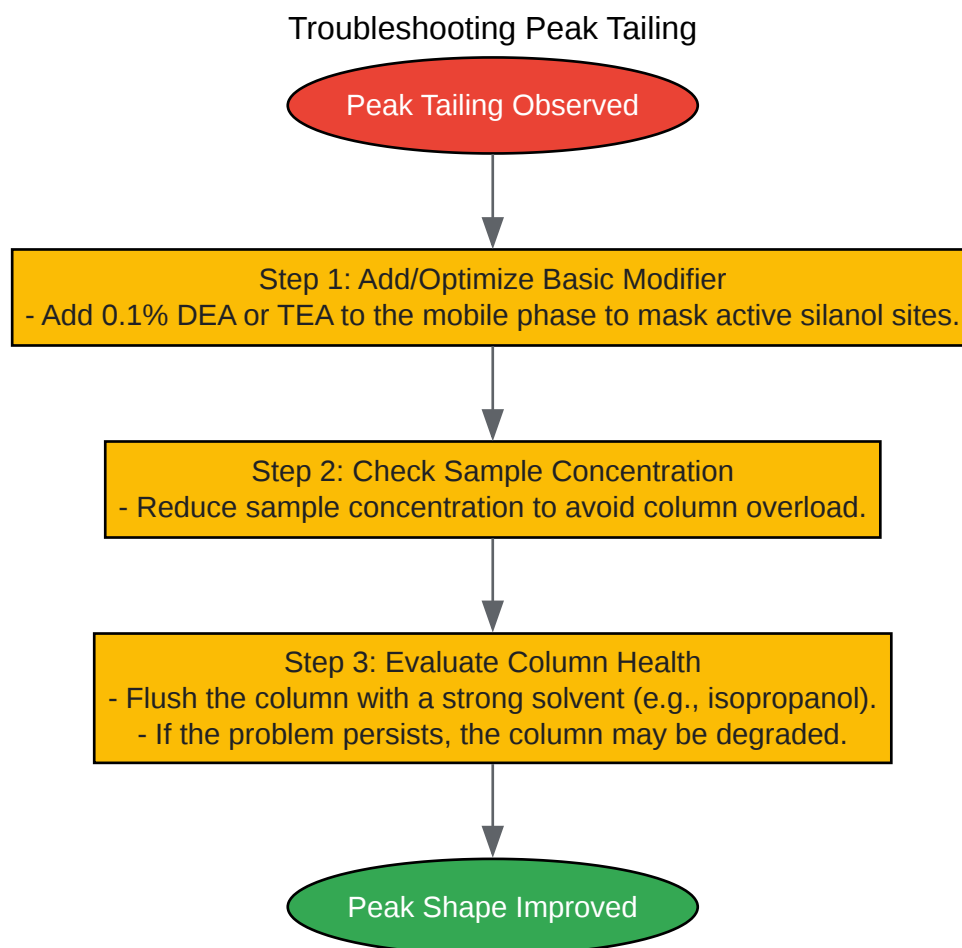 Troubleshooting Peak Tailing
Peak Tailing Observed
Step 1: Add/Optimize Basic Modifier
- Add 0.1% DEA or TEA to the mobile phase to mask active silanol sites.
Step 2: Check Sample Concentration
- Reduce sample concentration to avoid column overload.
Step 3: Evaluate Column Health
- Flush the column with a strong solvent (e.g., isopropanol).
- If the problem persists, the column may be degraded.
Peak Shape Improved